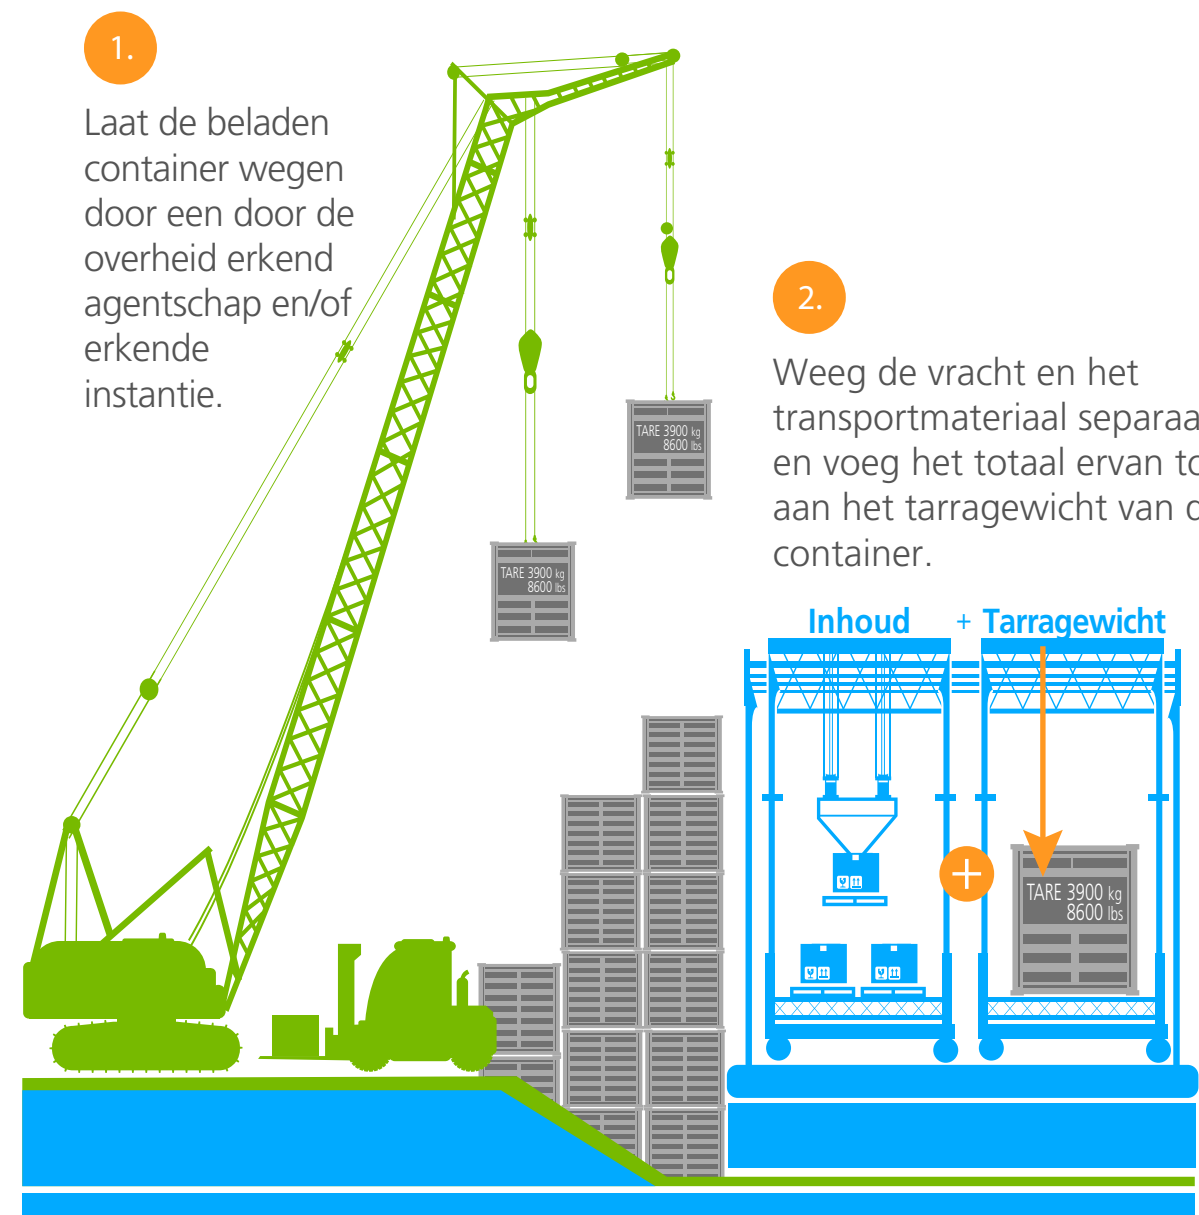 1.
Laat de beladen
container wegen
door een door de
overheid erkend
agentschap en/of
erkende
instantie.
2.
Weeg de vracht en het
transportmateriaal separaa
en voeg het totaal ervan to
aan het tarragewicht van d
container.
TARE 3900 kg
8600 lbs
TARE 3900 kg
8600 lbs
Inhoud + Tarragewicht
+
TARE 3900 kg
8600 lbs